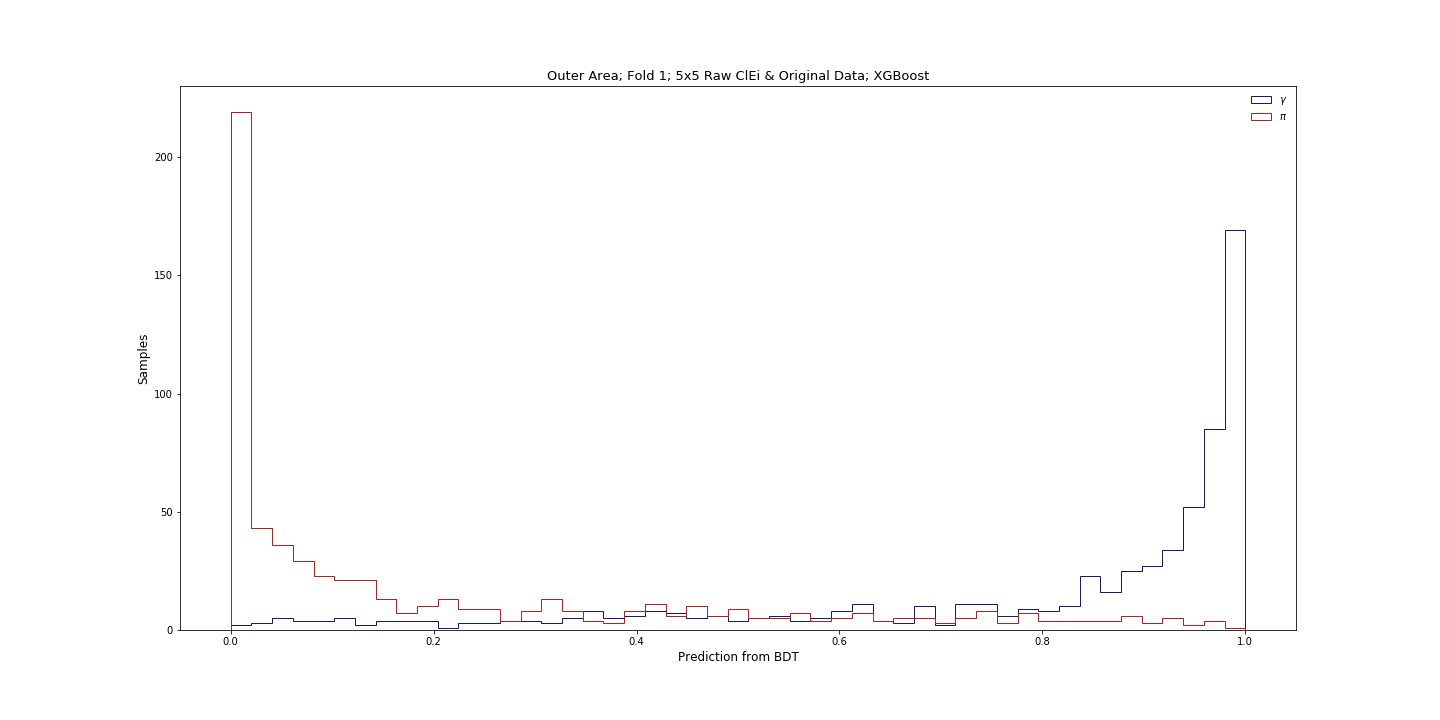 Outer Area; Fold 1; 5x5 Raw ClEi & Original Data; XGBoost
γ
π
200
150
100
50
0
Samples
0.0 0.2 0.4 0.6 0.8 1.0
Prediction from BDT